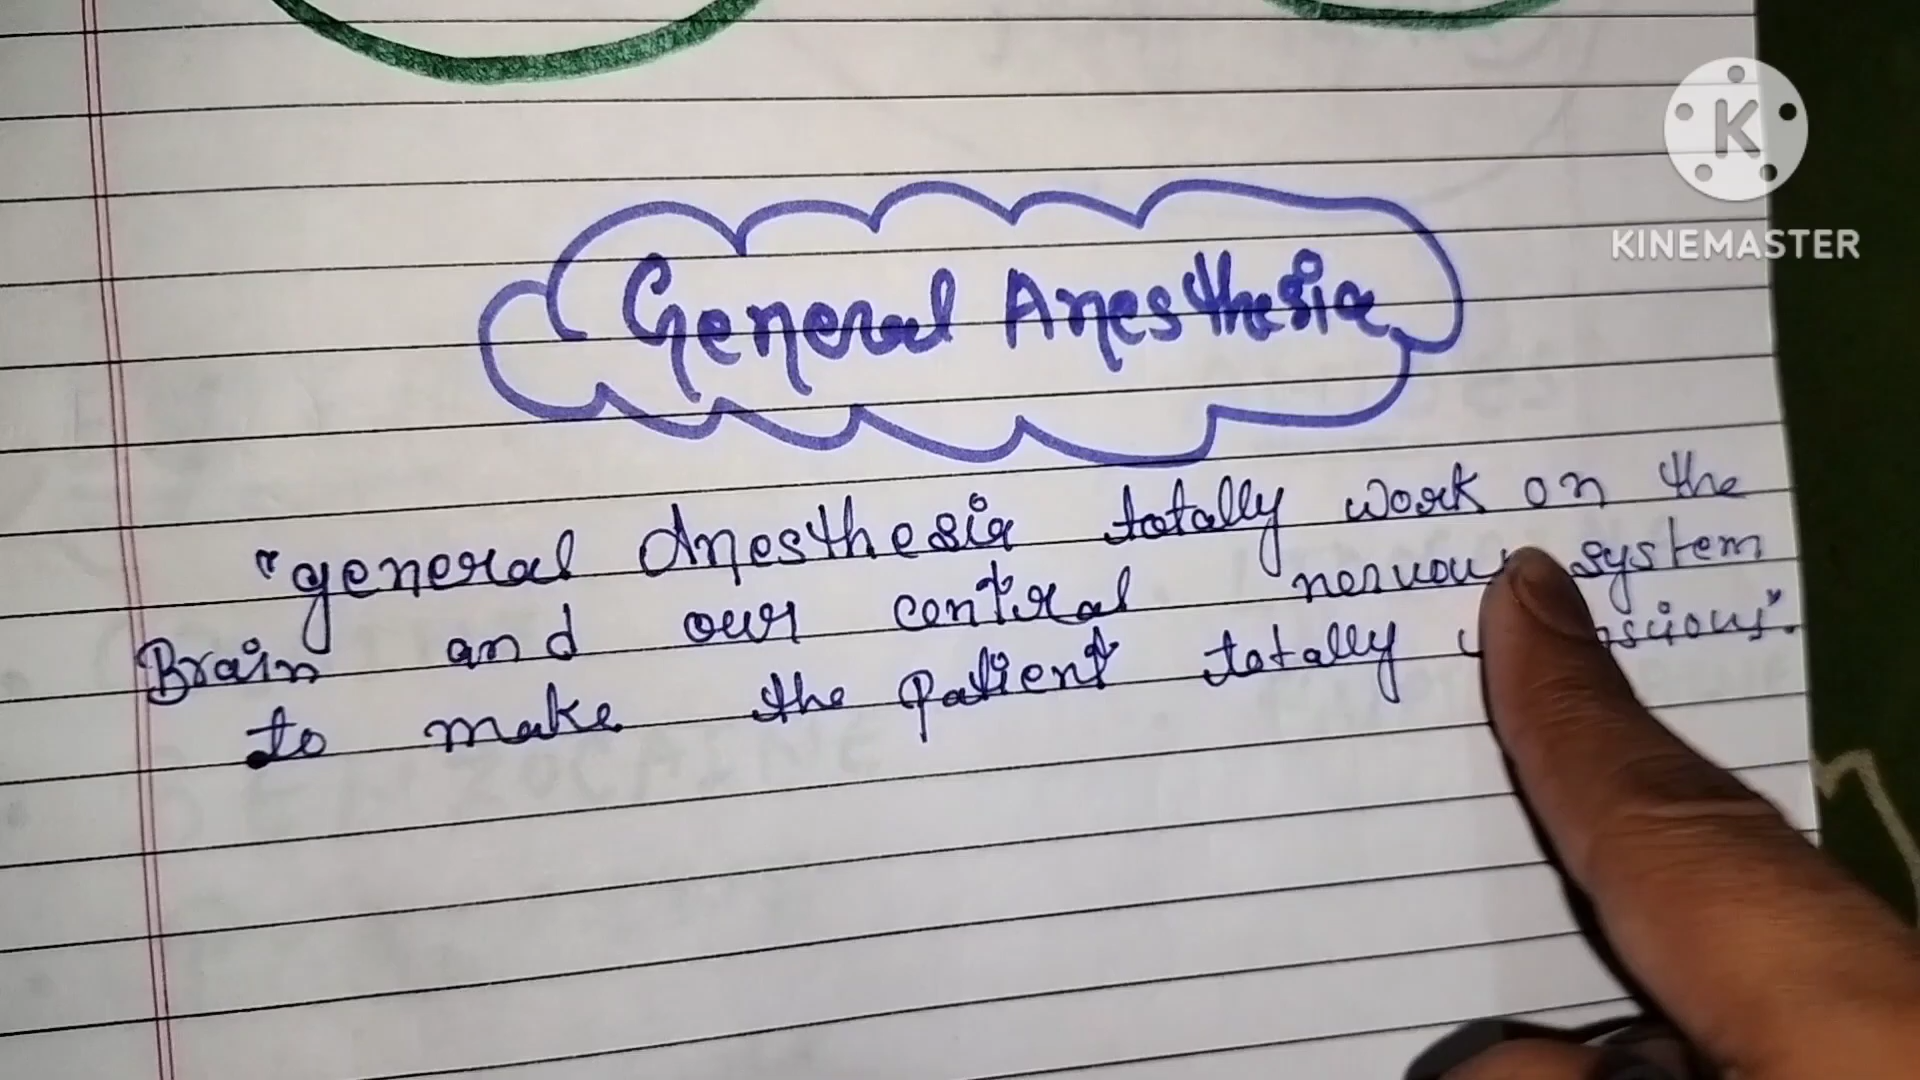 KINEMASTER
General Anesthesia
"general Anesthesia totally work on the
Brain and our central nervous system
to make the patient totally